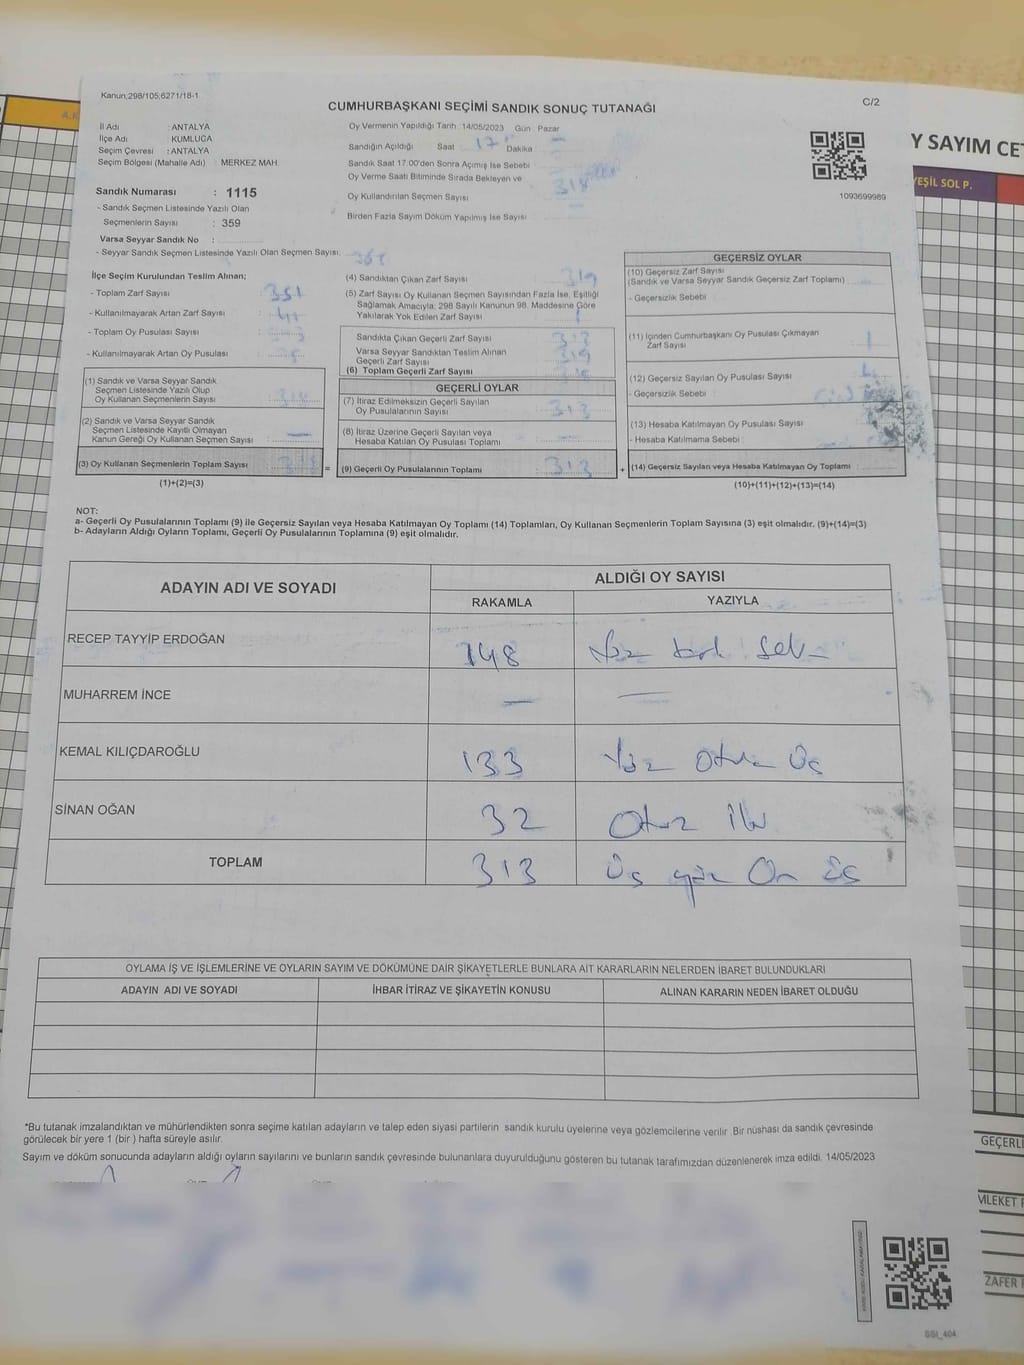 Kanun,298/105,6271/18-1
CUMHURBAŞKANI SEÇİMİ SANDIK SONUÇ TUTANAĞI
C/2
İl Adı : ANTALYA
İlçe Adı : KUMLUCA
Seçim Çevresi : ANTALYA
Seçim Bölgesi (Mahalle Adı) : MERKEZ MAH.
Sandık Numarası : 1115
- Sandık Seçmen Listesinde Yazılı Olan
Seçmenlerin Sayısı : 359
Varsa Seyyar Sandık No :
- Seyyar Sandık Seçmen Listesinde Yazılı Olan Seçmen Sayısı:
Oy Vermenin Yapıldığı Tarih :14/05/2023 Gün : Pazar
Sandığın Açıldığı Saat 17 Dakika
Sandık Saat 17.00'den Sonra Açımış İse Sebebi
Oy Verme Saati Bitiminde Sırada Bekleyen ve
Oy Kullandırılan Seçmen Sayısı 318
Birden Fazla Sayım Döküm Yapılmış İse Sayısı
1093699989
Y SAYIM CE
YEŞİL SOL P.
İlçe Seçim Kurulundan Teslim Alınan;
- Toplam Zarf Sayısı
- Kullanılmayarak Artan Zarf Sayısı
- Toplam Oy Pusulası Sayısı
- Kullanılmayarak Artan Oy Pusulası
(1) Sandık ve Varsa Seyyar Sandık
Seçmen Listesinde Yazılı Olup
Oy Kullanan Seçmenlerin Sayısı 318
(2) Sandık ve Varsa Seyyar Sandık
Seçmen Listesinde Kayıtlı Olmayan
Kanun Gereği Oy Kullanan Seçmen Sayısı : —
(3) Oy Kullanan Seçmenlerin Toplam Sayısı 318
(1)+(2)=(3)
(4) Sandıktan Çıkan Zarf Sayısı 319
(5) Zarf Sayısı Oy Kullanan Seçmen Sayısından Fazla İse, Eşitliği
Sağlamak Amacıyla; 298 Sayılı Kanunun 98. Maddesine Göre
Yakılarak Yok Edilen Zarf Sayısı
Sandıkta Çıkan Geçerli Zarf Sayısı
Varsa Seyyar Sandıktan Teslim Alınan
Geçerli Zarf Sayısı
(6) Toplam Geçerli Zarf Sayısı
GEÇERLİ OYLAR
(7) İtiraz Edilmeksizin Geçerli Sayılan
Oy Pusulalarının Sayısı 313
(8) İtiraz Üzerine Geçerli Sayılan veya
Hesaba Katılan Oy Pusulası Toplamı
(9) Geçerli Oy Pusulalarının Toplamı : 313
GEÇERSİZ OYLAR
(10) Geçersiz Zarf Sayısı
(Sandık ve Varsa Seyyar Sandık Geçersiz Zarf Toplamı)
- Geçersizlik Sebebi
(11) İçinden Cumhurbaşkanı Oy Pusulası Çıkmayan
Zarf Sayısı
(12) Geçersiz Sayılan Oy Pusulası Sayısı
- Geçersizlik Sebebi
(13) Hesaba Katılmayan Oy Pusulası Sayısı
- Hesaba Katılmama Sebebi
(14) Geçersiz Sayılan veya Hesaba Katılmayan Oy Toplamı
(10)+(11)+(12)+(13)=(14)
NOT:
a- Geçerli Oy Pusulalarının Toplamı (9) ile Geçersiz Sayılan veya Hesaba Katılmayan Oy Toplamı (14) Toplamları, Oy Kullanan Seçmenlerin Toplam Sayısına (3) eşit olmalıdır. (9)+(14)=(3)
b- Adayların Aldığı Oyların Toplamı, Geçerli Oy Pusulalarının Toplamına (9) eşit olmalıdır.
ADAYIN ADI VE SOYADI
ALDIĞI OY SAYISI
RAKAMLA YAZIYLA
RECEP TAYYİP ERDOĞAN 148 Yüz kırk sekiz
MUHARREM İNCE — —
KEMAL KILIÇDAROĞLU 133 Yüz Otuz Üç
SİNAN OĞAN 32 Otuz iki
TOPLAM 313 Üç yüz On üç
OYLAMA İŞ VE İŞLEMLERİNE VE OYLARIN SAYIM VE DÖKÜMÜNE DAİR ŞİKAYETLERLE BUNLARA AİT KARARLARIN NELERDEN İBARET BULUNDUKLARI
ADAYIN ADI VE SOYADI İHBAR İTİRAZ VE ŞİKAYETİN KONUSU ALINAN KARARIN NEDEN İBARET OLDUĞU
*Bu tutanak imzalandıktan ve mühürlendikten sonra seçime katılan adayların ve talep eden siyasi partilerin sandık kurulu üyelerine veya gözlemcilerine verilir. Bir nüshası da sandık çevresinde
görülecek bir yere 1 (bir ) hafta süreyle asılır.
Sayım ve döküm sonucunda adayların aldığı oyların sayılarını ve bunların sandık çevresinde bulunanlara duyurulduğunu gösteren bu tutanak tarafımızdan düzenlenerek imza edildi. 14/05/2023
GEÇERLİ
MLEKET
ZAFER
SSİ_404